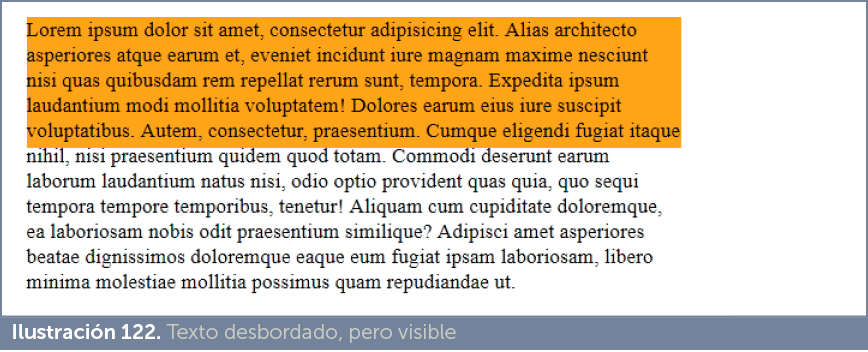 Lorem ipsum dolor sit amet, consectetur adipisicing elit. Alias architecto
asperiores atque earum et, eveniet incidunt iure magnam maxime nesciunt
nisi quas quibusdam rem repellat rerum sunt, tempora. Expedita ipsum
laudantium modi mollitia voluptatem! Dolores earum eius iure suscipit
voluptatibus. Autem, consectetur, praesentium. Cumque eligendi fugiat itaque
nihil, nisi praesentium quidem quod totam. Commodi deserunt earum
laborum laudantium natus nisi, odio optio provident quas quia, quo sequi
tempora tempore temporibus, tenetur! Aliquam cum cupiditate doloremque,
ea laboriosam nobis odit praesentium similique? Adipisci amet asperiores
beatae dignissimos doloremque eaque eum fugiat ipsam laboriosam, libero
minima molestiae mollitia possimus quam repudiandae ut.
Ilustración 122. Texto desbordado, pero visible